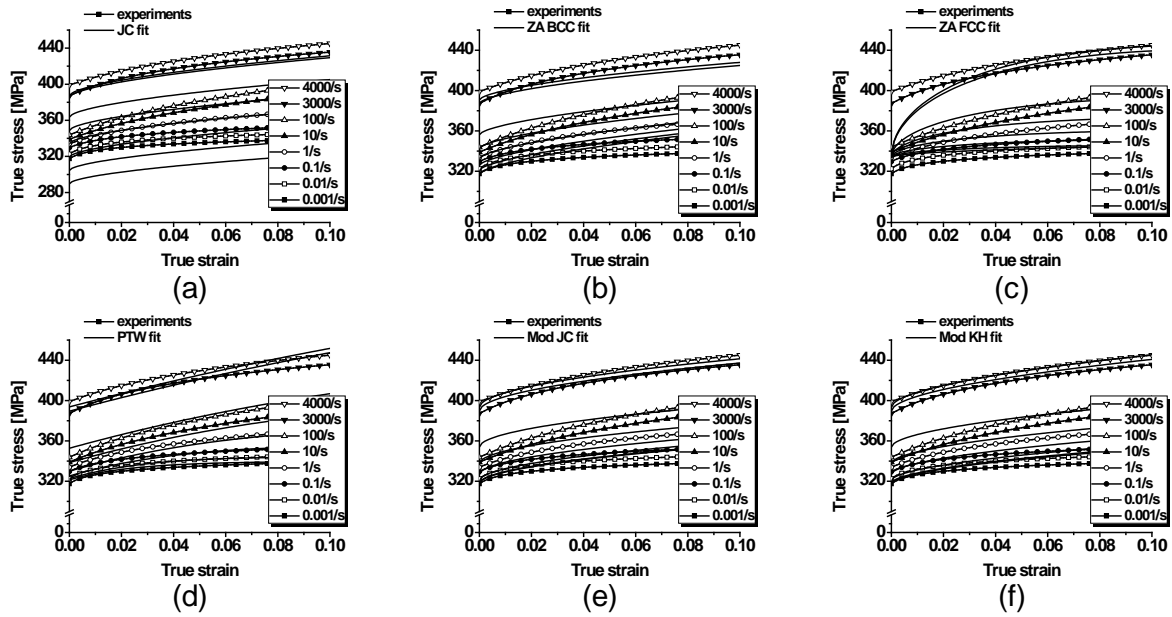 experiments
JC fit
True stress [MPa]
440
400
360
320
280
0
0.00 0.02 0.04 0.06 0.08 0.10
True strain
4000/s
3000/s
100/s
10/s
1/s
0.1/s
0.01/s
0.001/s
(a)
experiments
ZA BCC fit
True stress [MPa]
440
400
360
320
0
0.00 0.02 0.04 0.06 0.08 0.10
True strain
4000/s
3000/s
100/s
10/s
1/s
0.1/s
0.01/s
0.001/s
(b)
experiments
ZA FCC fit
True stress [MPa]
440
400
360
320
0
0.00 0.02 0.04 0.06 0.08 0.10
True strain
4000/s
3000/s
100/s
10/s
1/s
0.1/s
0.01/s
0.001/s
(c)
experiments
PTW fit
True stress [MPa]
440
400
360
320
0
0.00 0.02 0.04 0.06 0.08 0.10
True strain
4000/s
3000/s
100/s
10/s
1/s
0.1/s
0.01/s
0.001/s
(d)
experiments
Mod JC fit
True stress [MPa]
440
400
360
320
0
0.00 0.02 0.04 0.06 0.08 0.10
True strain
4000/s
3000/s
100/s
10/s
1/s
0.1/s
0.01/s
0.001/s
(e)
experiments
Mod KH fit
True stress [MPa]
440
400
360
320
0
0.00 0.02 0.04 0.06 0.08 0.10
True strain
4000/s
3000/s
100/s
10/s
1/s
0.1/s
0.01/s
0.001/s
(f)